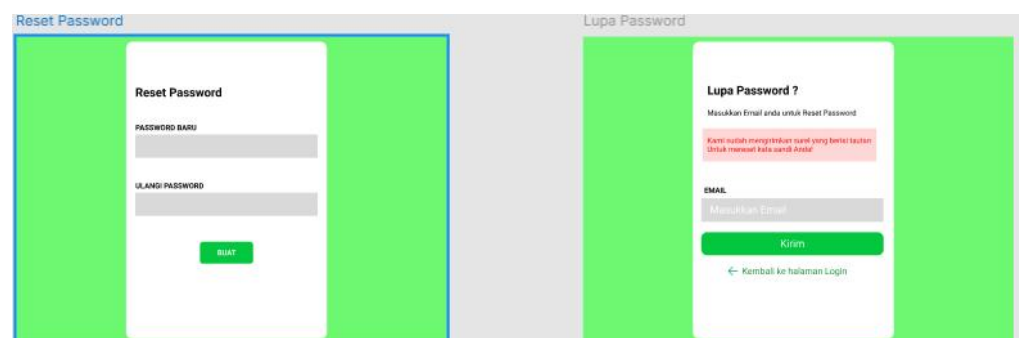 Reset Password
Reset Password
PASSWORD BARU
ULANGI PASSWORD
BUAT
Lupa Password
Lupa Password ?
Masukkan Email anda untuk Reset Password
Kami sudah mengirimkan surel yang berisi tautan
Untuk mereset kata sandi Anda!
EMAIL
Masukkan Email
Kirim
← Kembali ke halaman Login